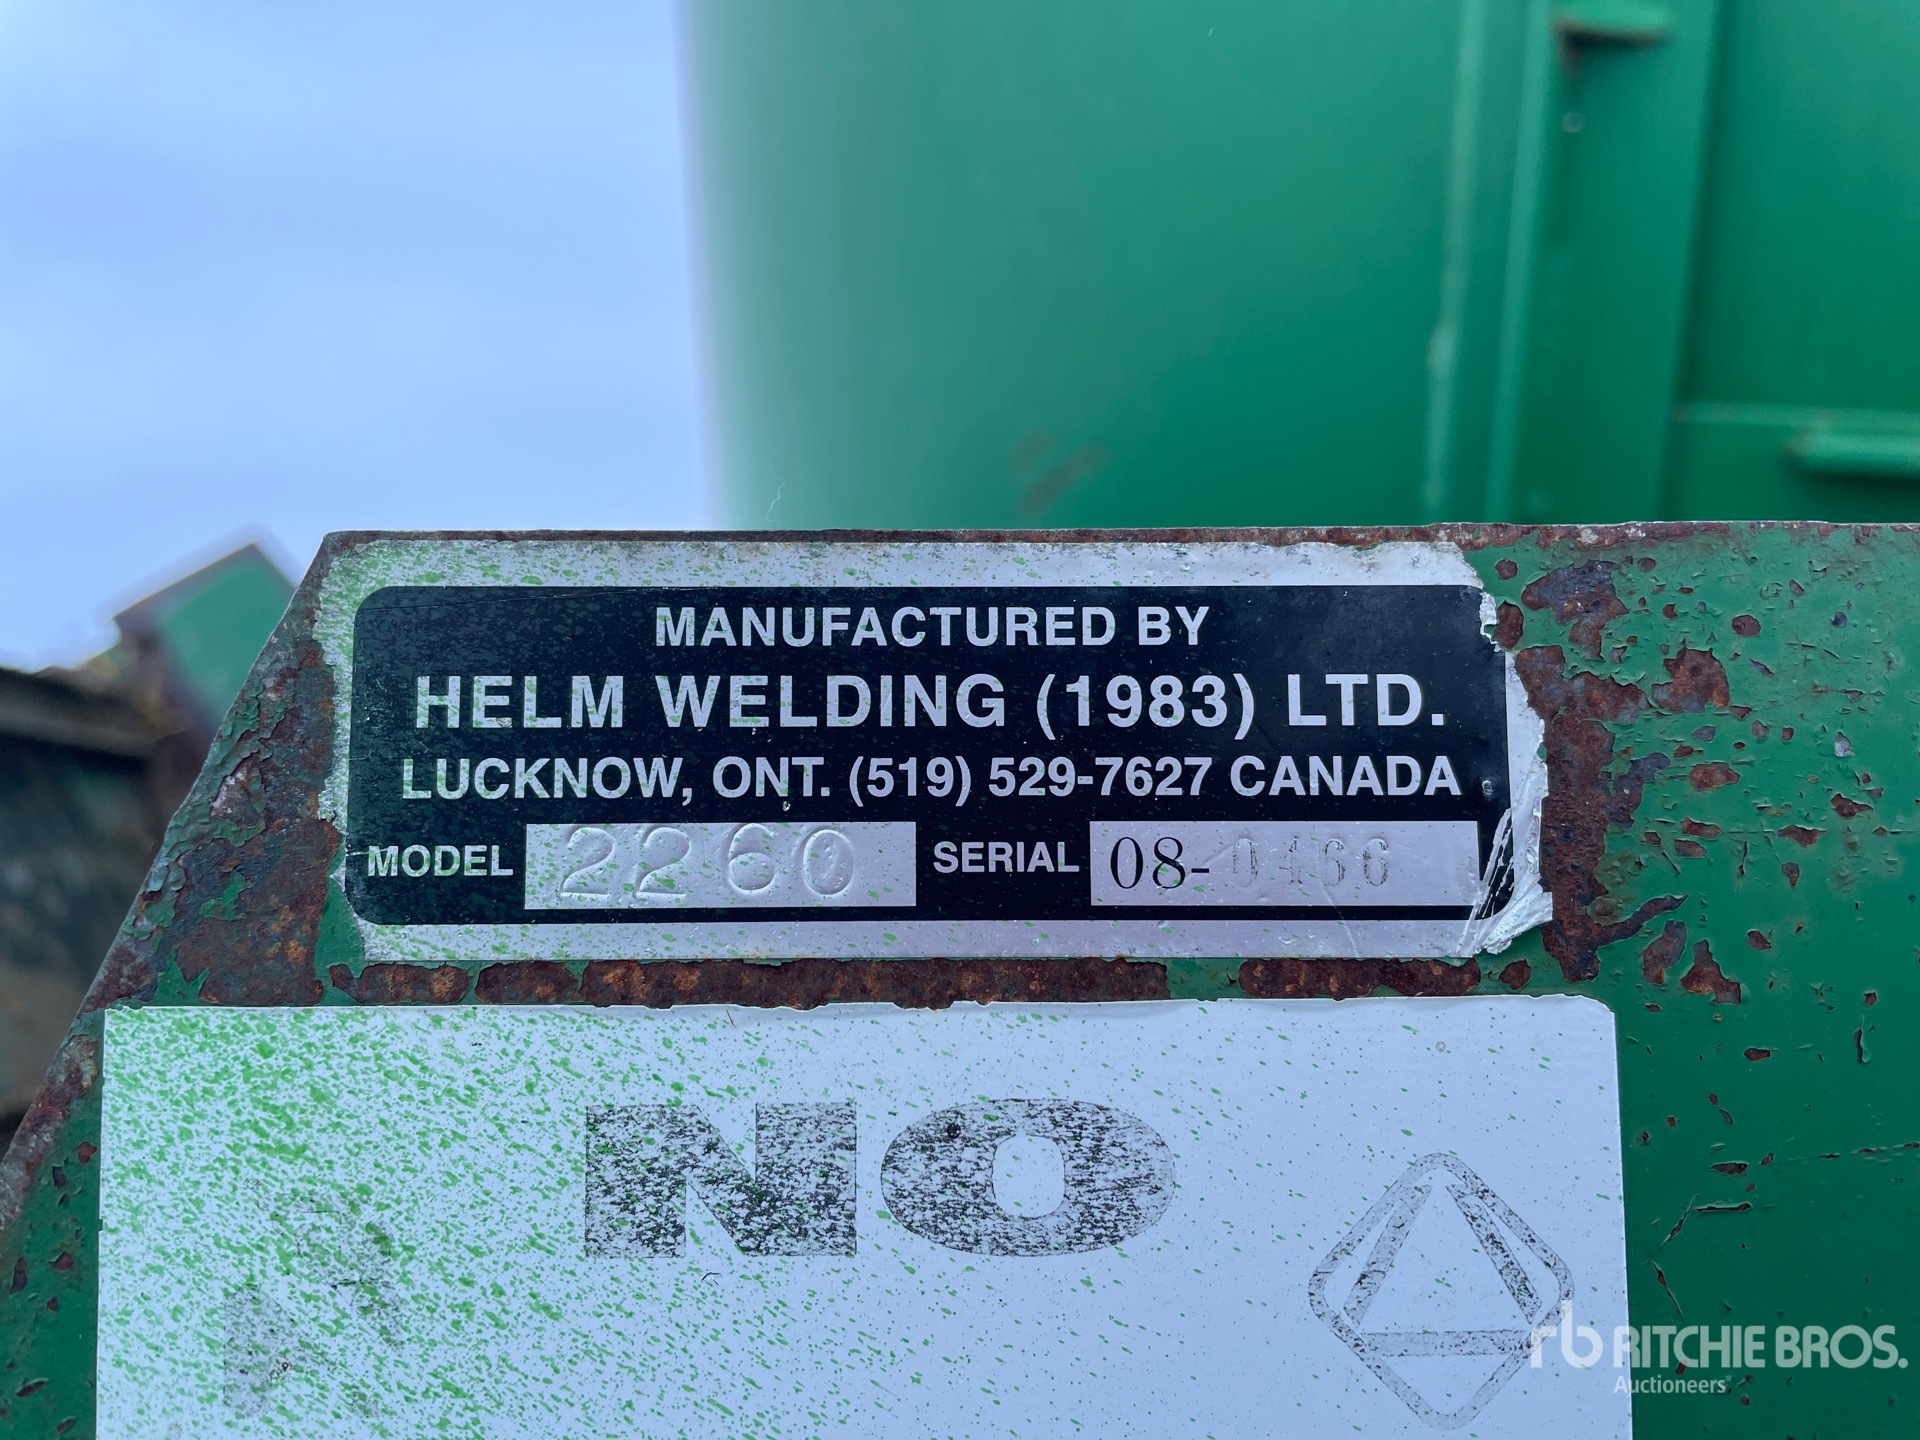 MANUFACTURED BY
HELM WELDING (1983) LTD.
LUCKNOW, ONT. (519) 529-7627 CANADA
MODEL 2260 SERIAL 08-0466
NO
rb RITCHIE BROS.
Auctioneers